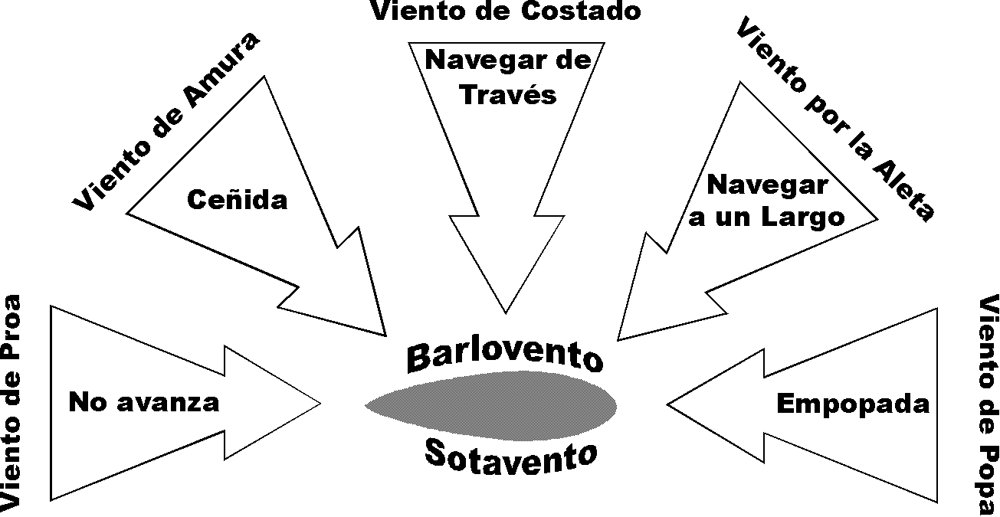 Viento de Costado
Navegar de
Través
Viento de Amura
Ceñida
Viento por la Aleta
Navegar
a un Largo
Viento de Proa
No avanza
Barlovento
Sotavento
Empopada
Viento de Popa